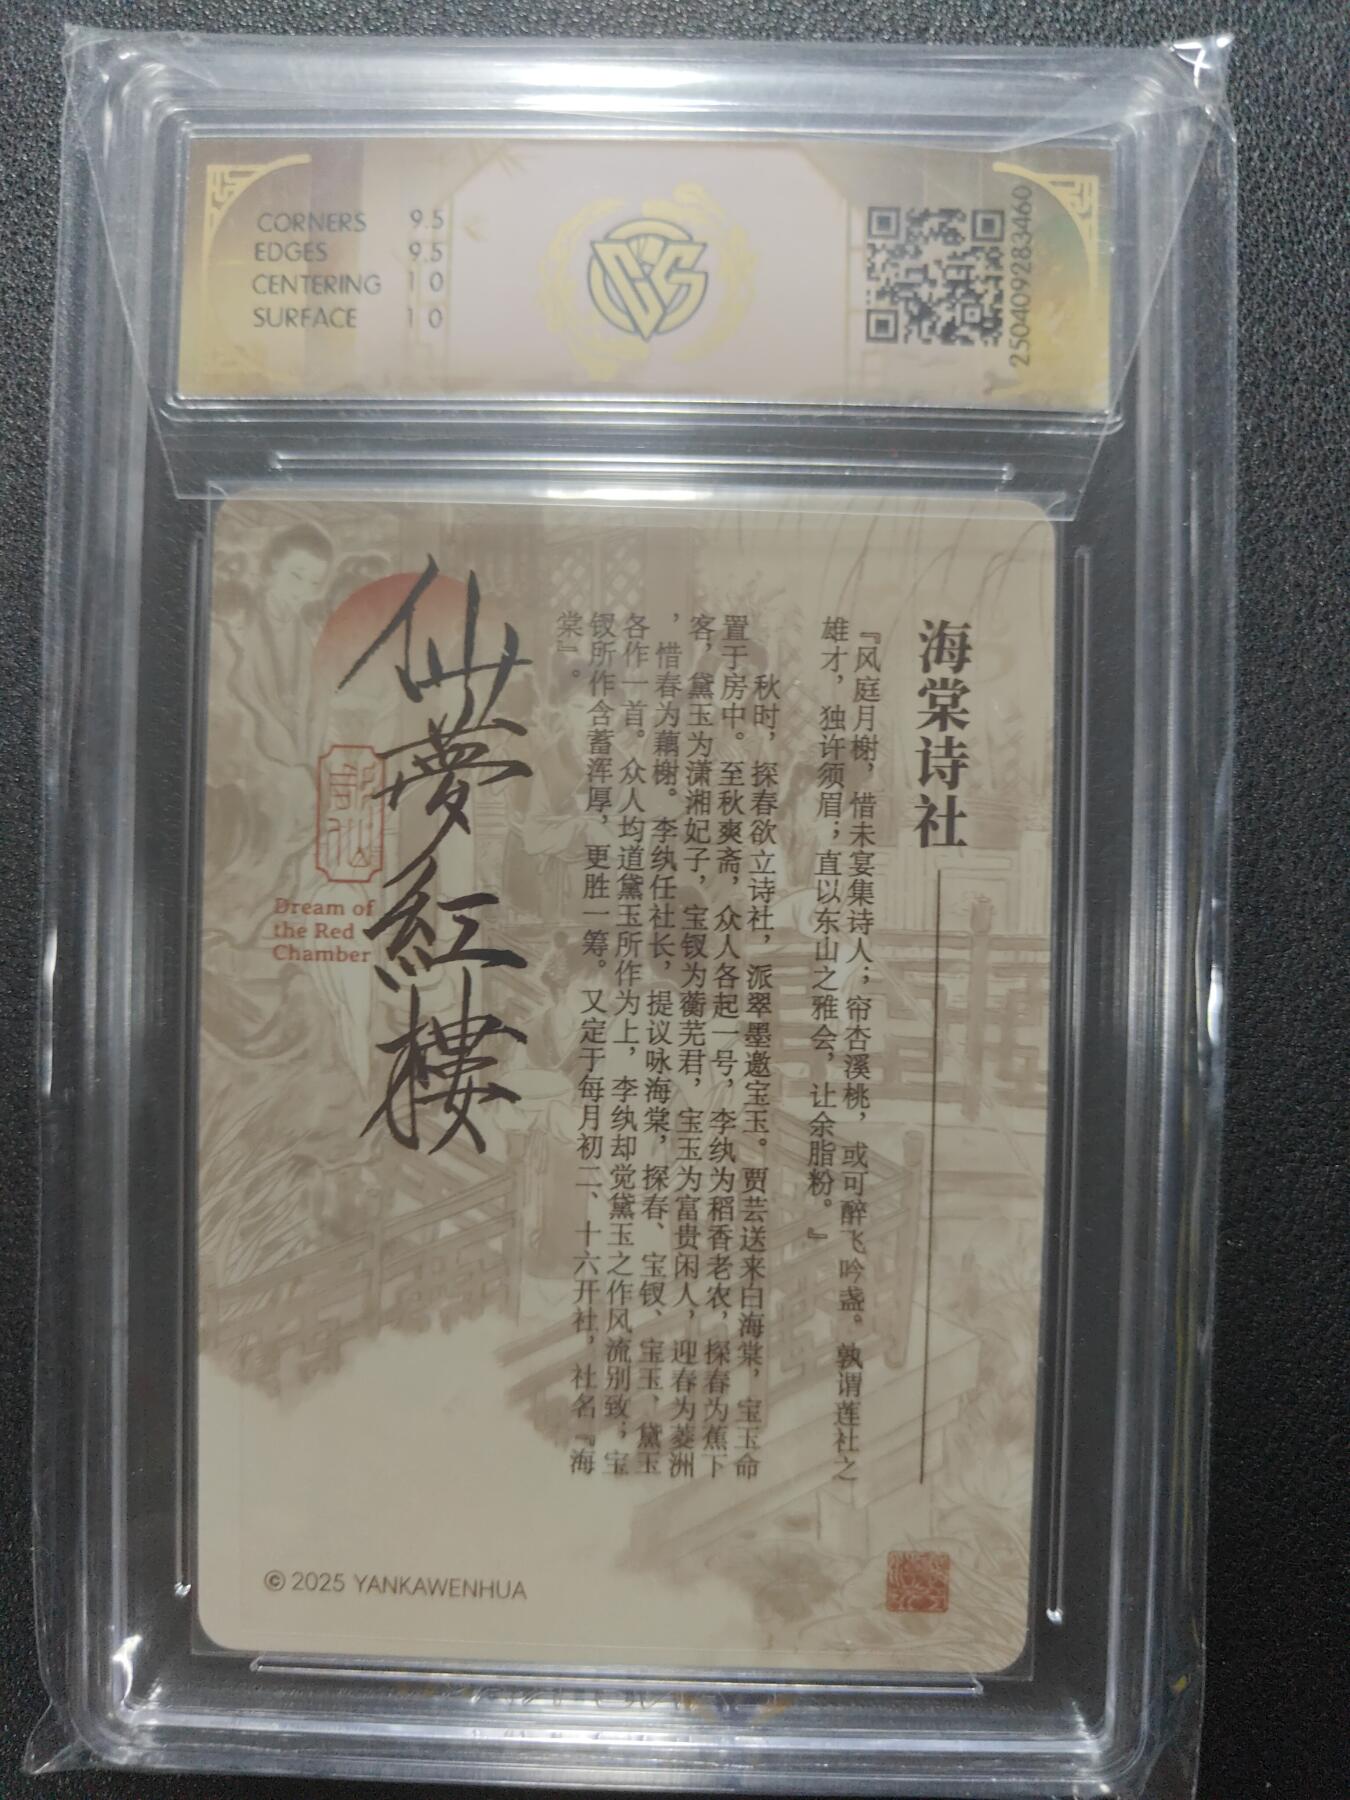 CORNERS 9.5
EDGES 9.5
CENTERING 10
SURFACE 10
250409283460
海棠诗社
『风庭月榭，惜未宴集诗人；帘杏溪桃，或可醉飞吟盏。孰谓莲社之
雄才，独许须眉；直以东山之雅会，让余脂粉。』
秋时，探春欲立诗社，派翠墨邀宝玉。贾芸送来白海棠，宝玉命
置于房中。至秋爽斋，众人各起一号，李纨为稻香老农，探春为蕉下
客，黛玉为潇湘妃子，宝钗为蘅芜君，宝玉为富贵闲人，迎春为菱洲
，惜春为藕榭。李纨任社长，提议咏海棠，探春、宝钗、宝玉、黛玉
各作一首。众人均道黛玉所作为上，李纨却觉黛玉之作风流别致；宝
钗所作含蓄浑厚，更胜一筹。又定于每月初二、十六开社，社名『海
棠』。
仙夢紅樓
Dream of
the Red
Chamber
© 2025 YANKAWENHUA